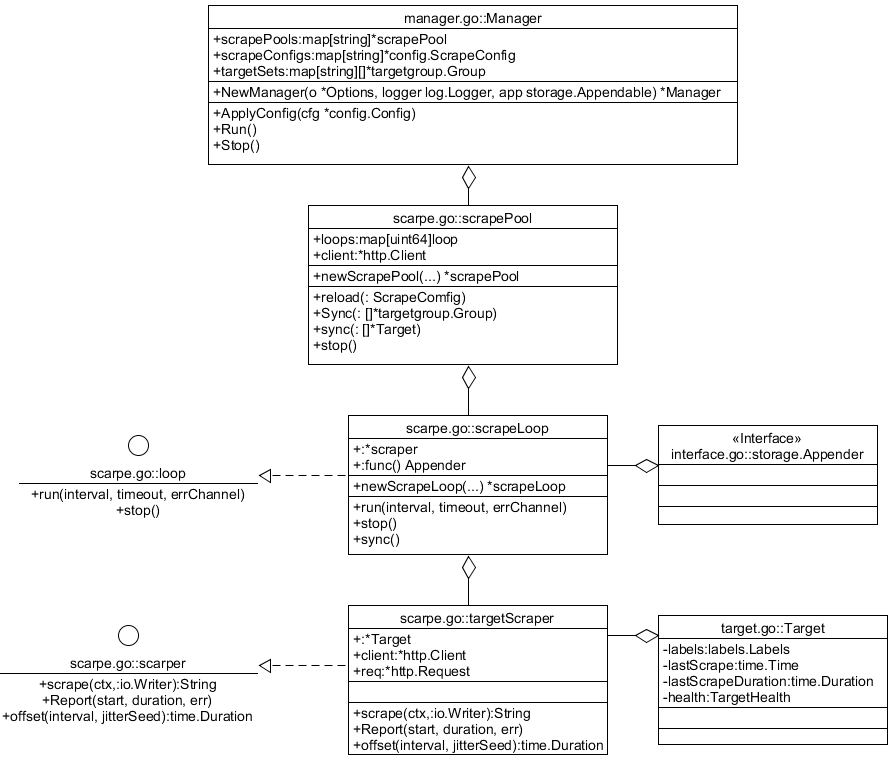 manager.go::Manager
+scrapePools:map[string]*scrapePool
+scrapeConfigs:map[string]*config.ScrapeConfig
+targetSets:map[string][]*targetgroup.Group
+NewManager(o *Options, logger log.Logger, app storage.Appendable) *Manager
+ApplyConfig(cfg *config.Config)
+Run()
+Stop()
scarpe.go::scrapePool
+loops:map[uint64]loop
+client:*http.Client
+newScrapePool(...) *scrapePool
+reload(: ScrapeComfig)
+Sync(: []*targetgroup.Group)
+sync(: []*Target)
+stop()
scarpe.go::loop
+run(interval, timeout, errChannel)
+stop()
scarpe.go::scrapeLoop
+:*scraper
+:func() Appender
+newScrapeLoop(...) *scrapeLoop
+run(interval, timeout, errChannel)
+stop()
+sync()
«Interface»
interface.go::storage.Appender
scarpe.go::scarper
+scrape(ctx,:io.Writer):String
+Report(start, duration, err)
+offset(interval, jitterSeed):time.Duration
scarpe.go::targetScraper
+:*Target
+client:*http.Client
+req:*http.Request
+scrape(ctx,:io.Writer):String
+Report(start, duration, err)
+offset(interval, jitterSeed):time.Duration
target.go::Target
-labels:labels.Labels
-lastScrape:time.Time
-lastScrapeDuration:time.Duration
-health:TargetHealth